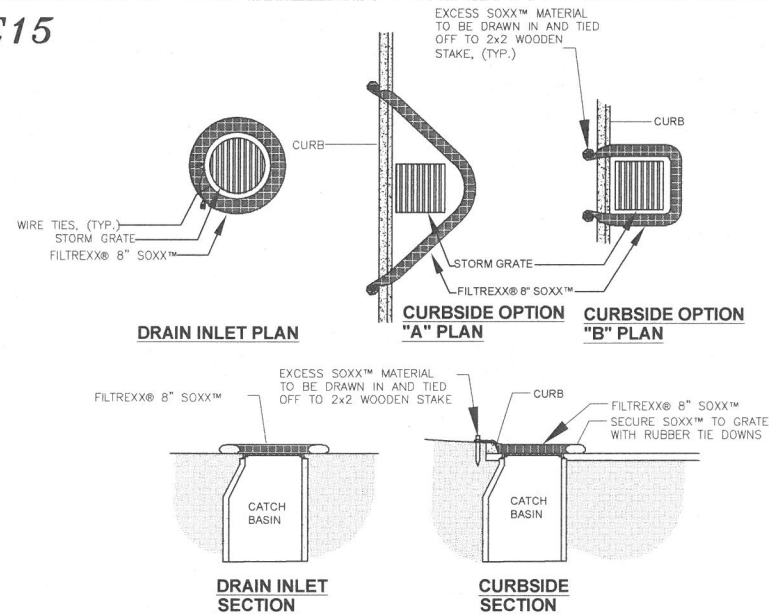 EXCESS SOXX™ MATERIAL
TO BE DRAWN IN AND TIED
OFF TO 2x2 WOODEN
STAKE, (TYP.)
CURB
CURB
WIRE TIES, (TYP.)
STORM GRATE
FILTREXX® 8" SOXX™
STORM GRATE
FILTREXX® 8" SOXX™
DRAIN INLET PLAN
CURBSIDE OPTION
"A" PLAN
CURBSIDE OPTION
"B" PLAN
FILTREXX® 8" SOXX™
EXCESS SOXX™ MATERIAL
TO BE DRAWN IN AND TIED
OFF TO 2x2 WOODEN STAKE
CURB
FILTREXX® 8" SOXX™
SECURE SOXX™ TO GRATE
WITH RUBBER TIE DOWNS
CATCH
BASIN
CATCH
BASIN
DRAIN INLET
SECTION
CURBSIDE
SECTION